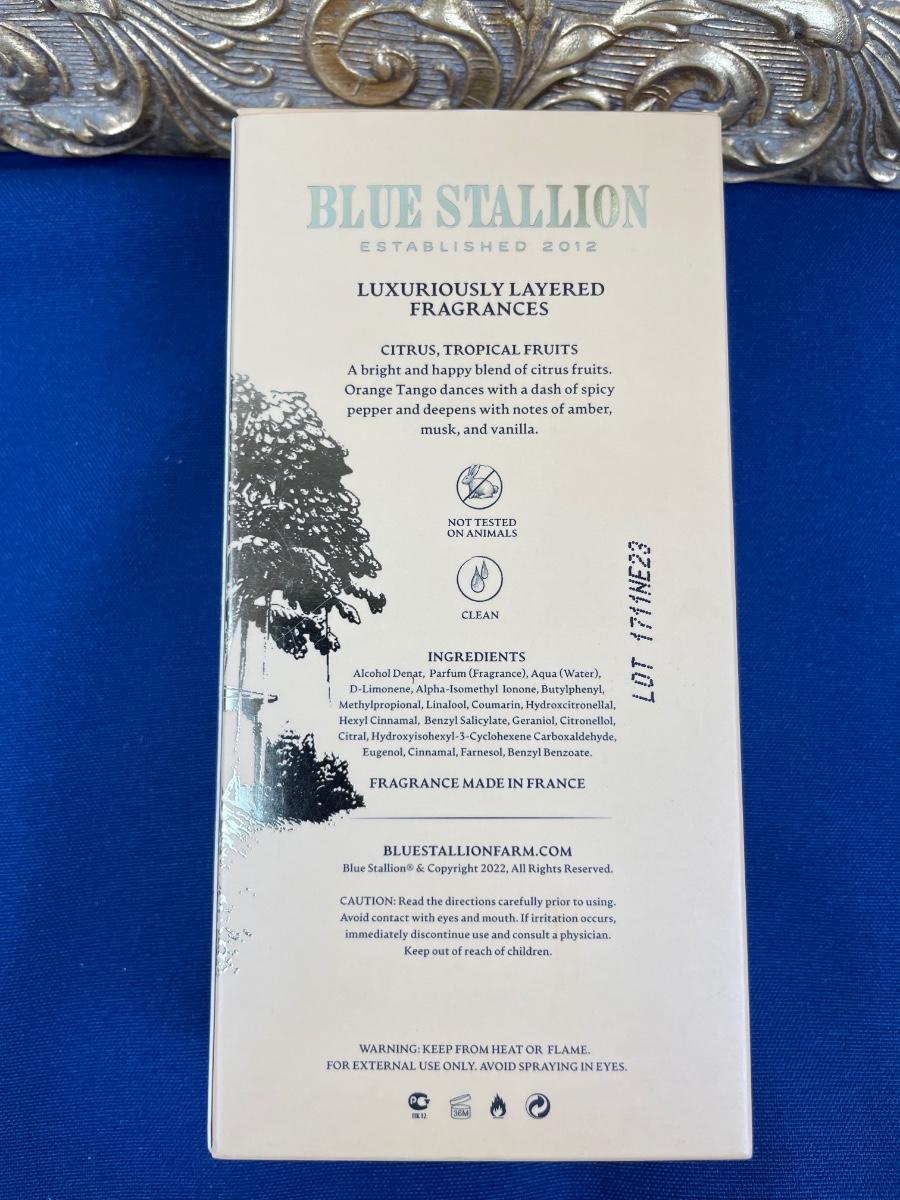 BLUE STALLION
ESTABLISHED 2012
LUXURIOUSLY LAYERED
FRAGRANCES
CITRUS, TROPICAL FRUITS
A bright and happy blend of citrus fruits.
Orange Tango dances with a dash of spicy
pepper and deepens with notes of amber,
musk, and vanilla.
NOT TESTED
ON ANIMALS
CLEAN
LOT 1711NE23
INGREDIENTS
Alcohol Denat, Parfum (Fragrance), Aqua (Water),
D-Limonene, Alpha-Isomethyl Ionone, Butylphenyl,
Methylpropional, Linalool, Coumarin, Hydroxcitronellal,
Hexyl Cinnamal, Benzyl Salicylate, Geraniol, Citronellol,
Citral, Hydroxyisohexyl-3-Cyclohexene Carboxaldehyde,
Eugenol, Cinnamal, Farnesol, Benzyl Benzoate.
FRAGRANCE MADE IN FRANCE
BLUESTALLIONFARM.COM
Blue Stallion® & Copyright 2022, All Rights Reserved.
CAUTION: Read the directions carefully prior to using.
Avoid contact with eyes and mouth. If irritation occurs,
immediately discontinue use and consult a physician.
Keep out of reach of children.
WARNING: KEEP FROM HEAT OR FLAME.
FOR EXTERNAL USE ONLY. AVOID SPRAYING IN EYES.
36M